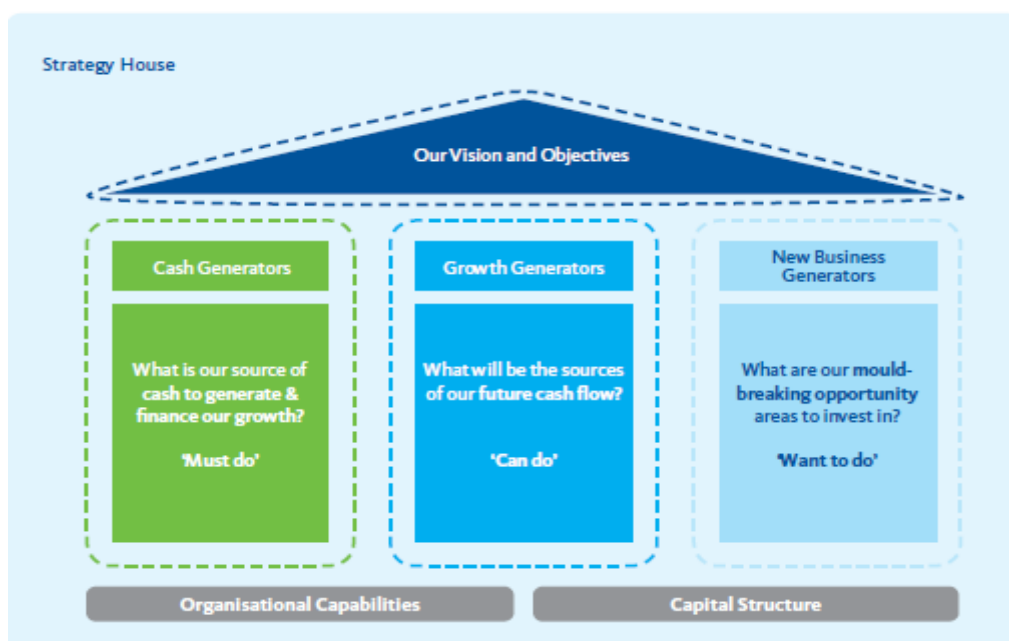 Strategy House
Our Vision and Objectives
Cash Generators
What is our source of
cash to generate &
finance our growth?
‘Must do’
Growth Generators
What will be the sources
of our future cash flow?
‘Can do’
New Business
Generators
What are our mould-
breaking opportunity
areas to invest in?
‘Want to do’
Organisational Capabilities
Capital Structure